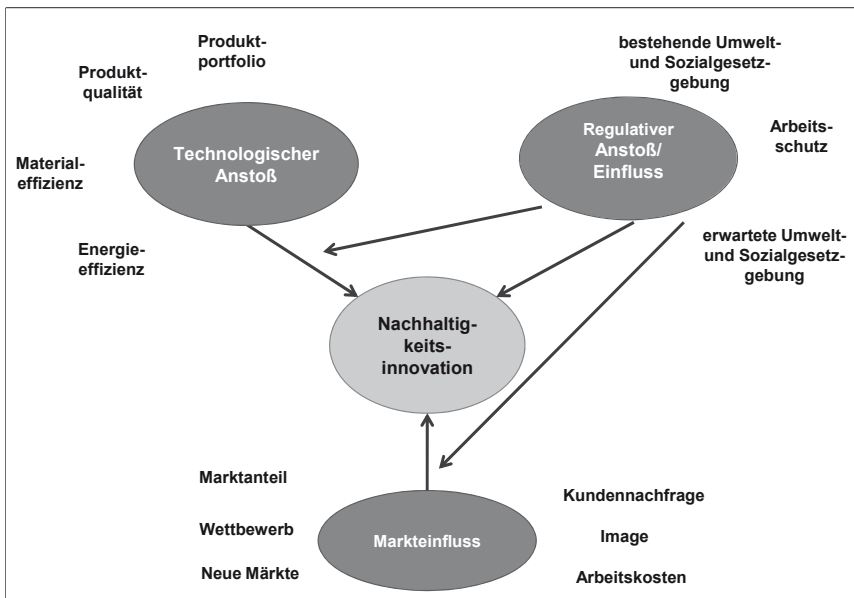 Produkt-
portfolio
Produkt-
qualität
Material-
effizienz
Energie-
effizienz
Technologischer
Anstoß
bestehende Umwelt-
und Sozialgesetz-
gebung
Regulativer
Anstoß/
Einfluss
Arbeits-
schutz
erwartete Umwelt-
und Sozialgesetz-
gebung
Nachhaltig-
keits-
innovation
Marktanteil
Wettbewerb
Neue Märkte
Markteinfluss
Kundennachfrage
Image
Arbeitskosten